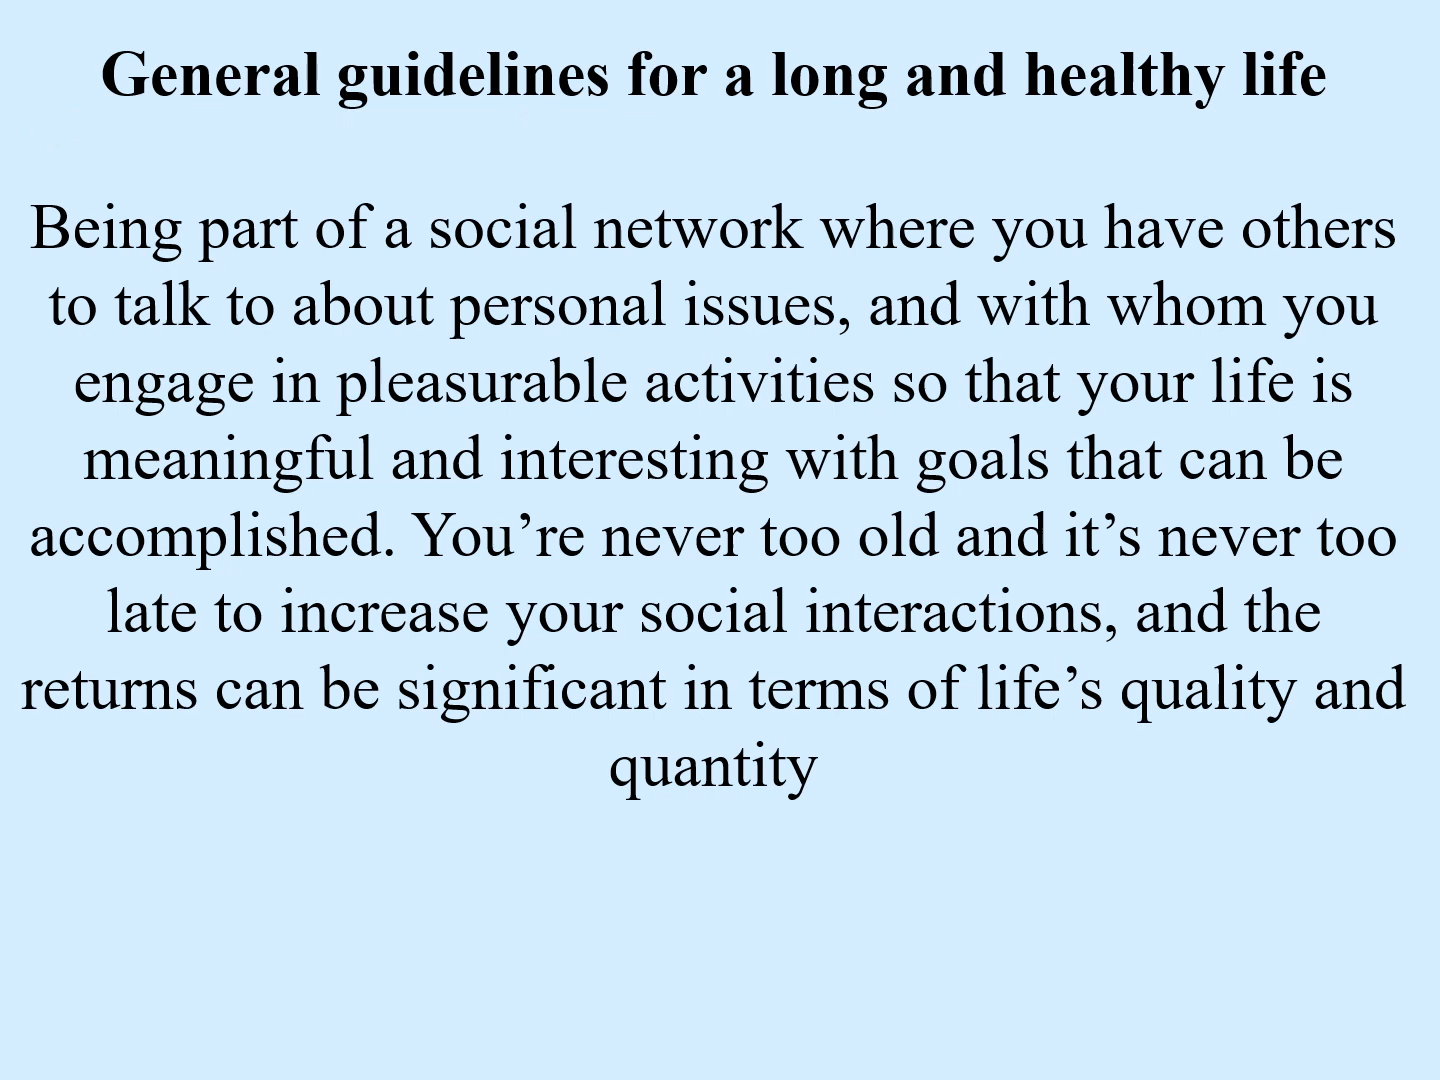 General guidelines for a long and healthy life
Being part of a social network where you have others
to talk to about personal issues, and with whom you
engage in pleasurable activities so that your life is
meaningful and interesting with goals that can be
accomplished. You’re never too old and it’s never too
late to increase your social interactions, and the
returns can be significant in terms of life’s quality and
quantity